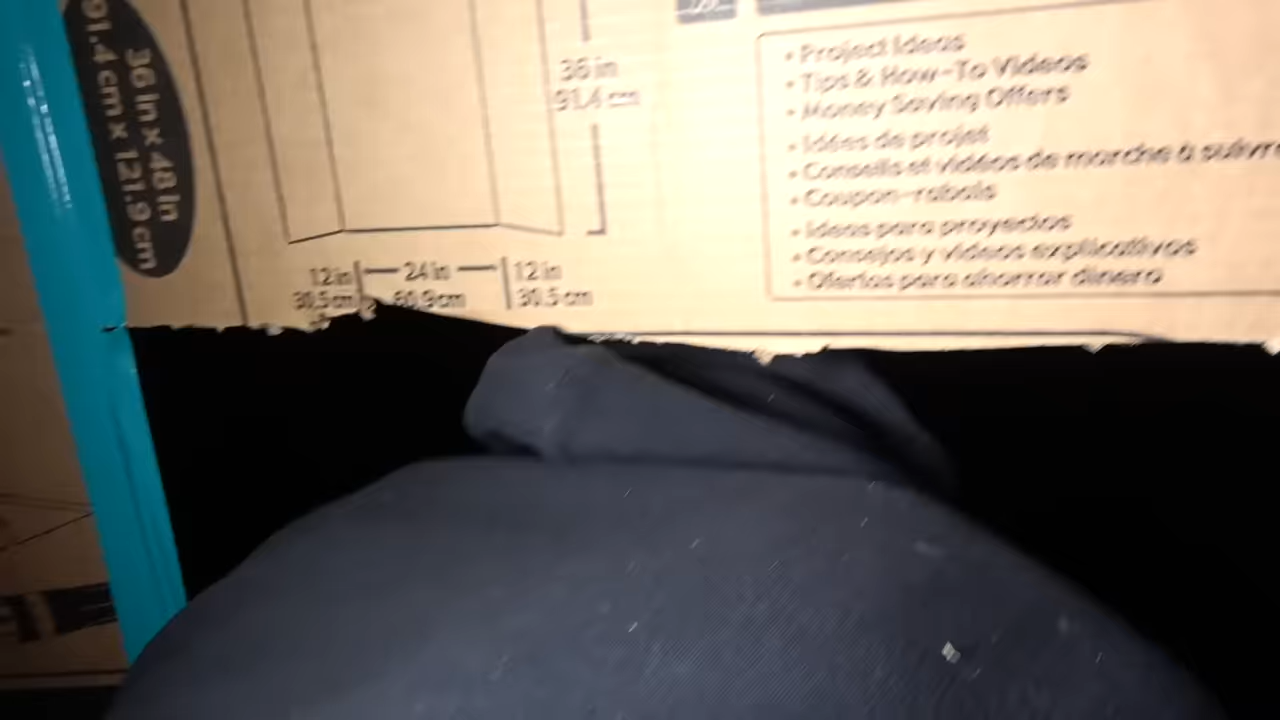 36 in x 48 in
91.4 cm x 121.9 cm
36 in
91.4 cm
12 in
30.5 cm
24 in
60.9cm
12 in
30.5 cm
• Project Ideas
• Tips & How-To Videos
• Money Saving Offers
• Idées de projet
• Conseils et vidéos de marche à suivre
• Coupon-rabais
• Ideas para proyectos
• Consejos y videos explicativos
• Ofertas para ahorrar dinero